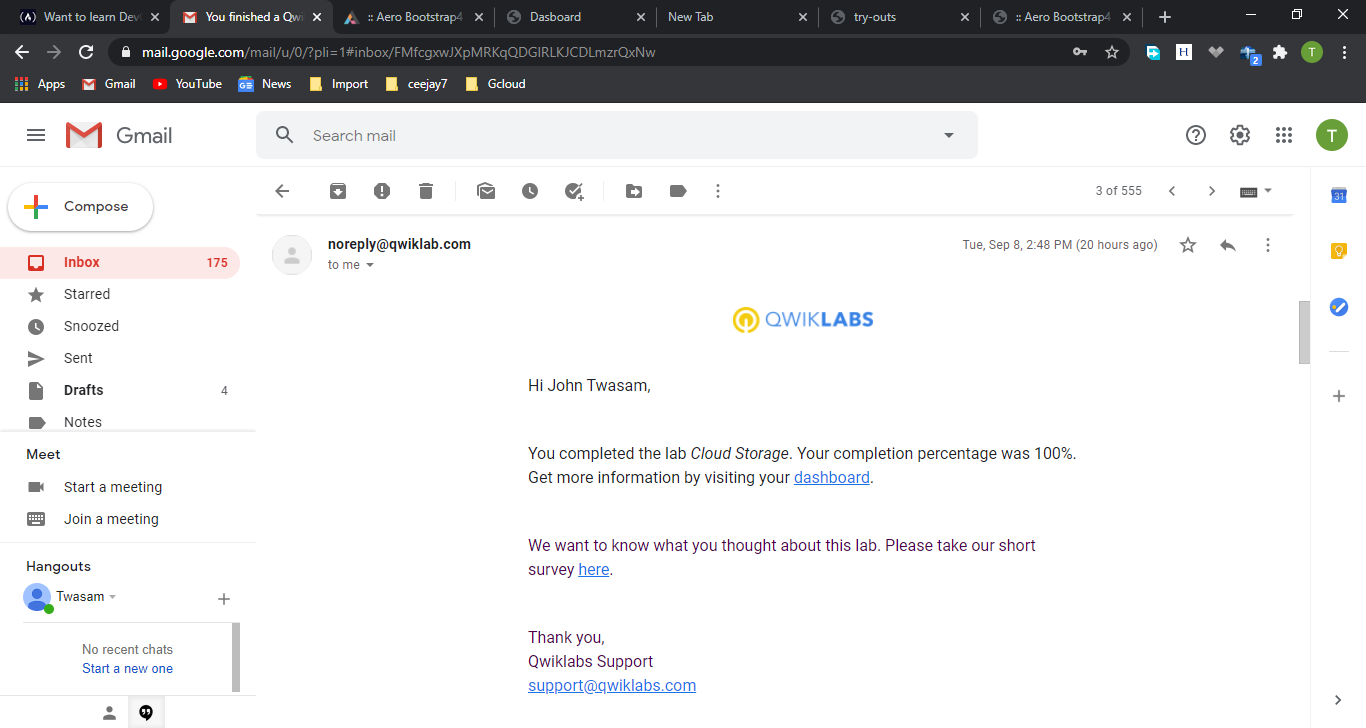 Want to learn Dev
You finished a Qwi
:: Aero Bootstrap4
Dasboard
New Tab
try-outs
:: Aero Bootstrap4
mail.google.com/mail/u/0/?pli=1#inbox/FMfcgxwJXpMRKqQDGlRLKJCDLmzrQxNw
H
2
T
Apps
Gmail
YouTube
GE
News
Import
ceejay7
Gcloud
Gmail
Search mail
T
Compose
3 of 555
31
Inbox 175
Starred
Snoozed
Sent
Drafts 4
Notes
Meet
Start a meeting
Join a meeting
Hangouts
Twasam
No recent chats
Start a new one
noreply@qwiklab.com
Tue, Sep 8, 2:48 PM (20 hours ago)
to me
QWIKLABS
Hi John Twasam,
You completed the lab Cloud Storage. Your completion percentage was 100%.
Get more information by visiting your dashboard.
We want to know what you thought about this lab. Please take our short
survey here.
Thank you,
Qwiklabs Support
support@qwiklabs.com